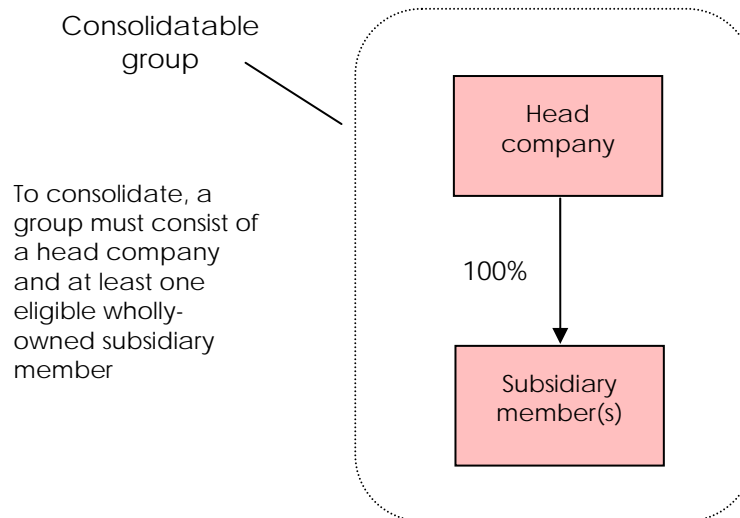 Consolidatable
group
Head
company
To consolidate, a
group must consist of
a head company
and at least one
eligible wholly-
owned subsidiary
member
100%
Subsidiary
member(s)